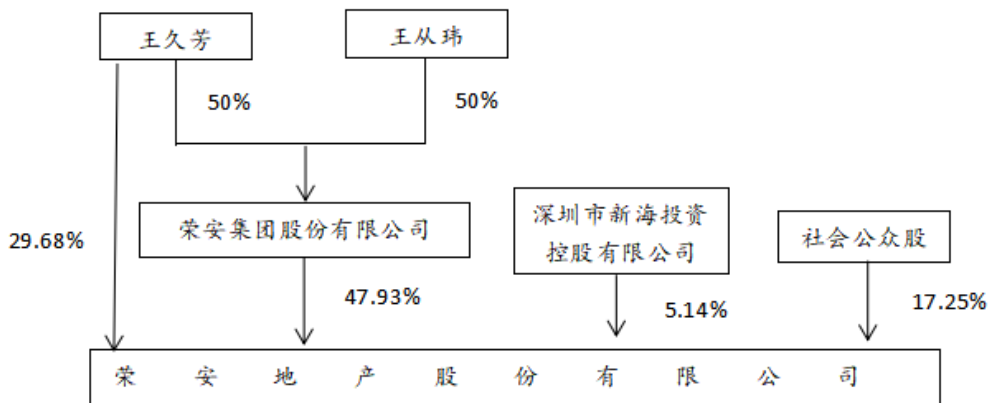 王久芳
王从玮
50%
50%
荣安集团股份有限公司
深圳市新海投资
控股有限公司
社会公众股
29.68%
47.93%
5.14%
17.25%
荣安地产股份有限公司